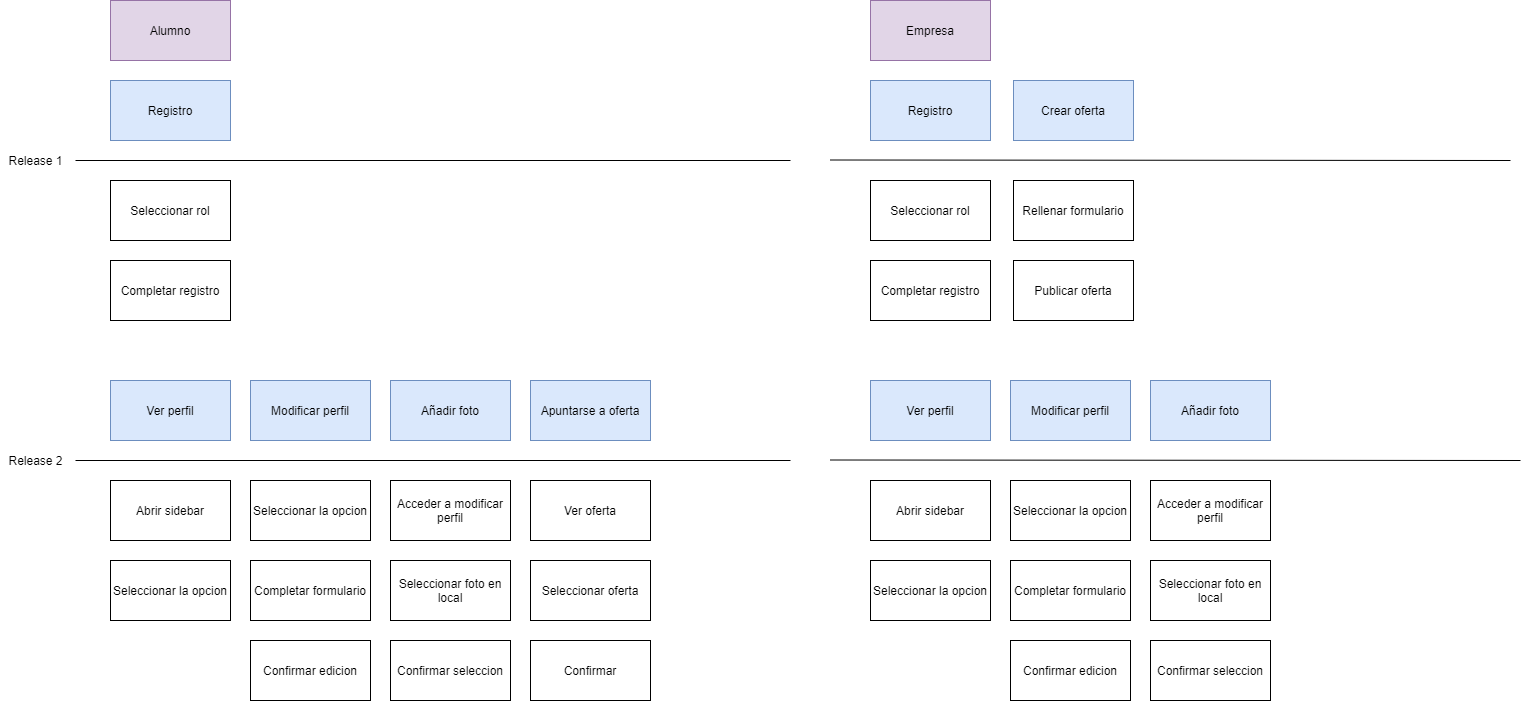 Alumno
Empresa
Registro
Registro
Crear oferta
Release 1
Seleccionar rol
Seleccionar rol
Rellenar formulario
Completar registro
Completar registro
Publicar oferta
Ver perfil
Modificar perfil
Añadir foto
Apuntarse a oferta
Ver perfil
Modificar perfil
Añadir foto
Release 2
Abrir sidebar
Seleccionar la opcion
Acceder a modificar
perfil
Ver oferta
Abrir sidebar
Seleccionar la opcion
Acceder a modificar
perfil
Seleccionar la opcion
Completar formulario
Seleccionar foto en
local
Seleccionar oferta
Seleccionar la opcion
Completar formulario
Seleccionar foto en
local
Confirmar edicion
Confirmar seleccion
Confirmar
Confirmar edicion
Confirmar seleccion